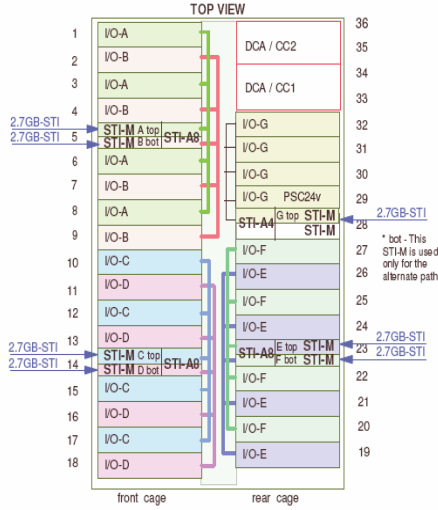 TOP VIEW
1 I/O-A
2 I/O-B
3 I/O-A
4 I/O-B
2.7GB-STI STI-M A top
5 STI-A8
2.7GB-STI STI-M B bot
6 I/O-A
7 I/O-B
8 I/O-A
9 I/O-B
10 I/O-C
11 I/O-D
12 I/O-C
13 I/O-D
2.7GB-STI STI-M C top
14 STI-A8
2.7GB-STI STI-M D bot
15 I/O-C
16 I/O-D
17 I/O-C
18 I/O-D
front cage
36
DCA / CC2 35
34
DCA / CC1
33
I/O-G 32
I/O-G 31
I/O-G 30
I/O-G PSC24v 29
STI-A4 G top STI-M 2.7GB-STI
STI-M 28
* bot - This
STI-M is used
only for the
alternate path
I/O-F 27
I/O-E 26
I/O-F 25
I/O-E 24
E top STI-M 2.7GB-STI
STI-A8 23
F bot STI-M 2.7GB-STI
I/O-F 22
I/O-E 21
I/O-F 20
I/O-E 19
rear cage